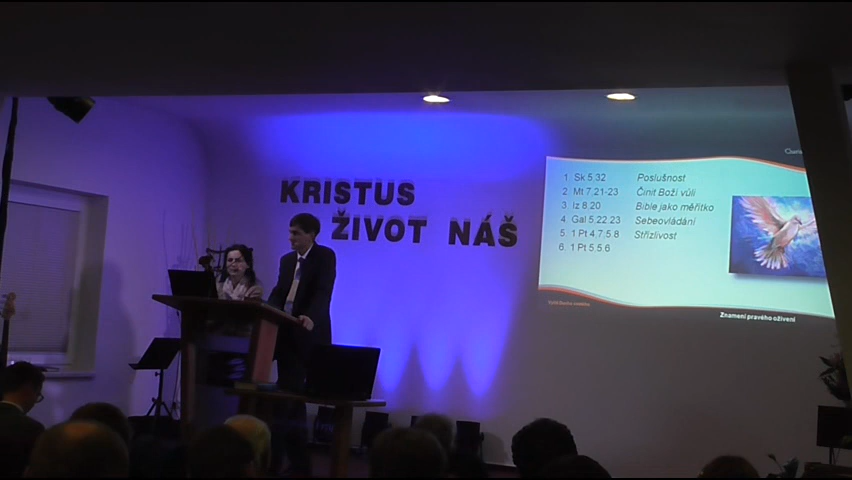 KRISTUS
ŽIVOT NÁŠ
1. Sk 5,32 Poslušnost
2. Mt 7,21-23 Činit Boží vůli
3. Iz 8,20 Bible jako měřítko
4. Gal 5,22.23 Sebeovládání
5. 1 Pt 4,7;5,8 Střízlivost
6. 1 Pt 5,5.6
Znamení pravého oživení